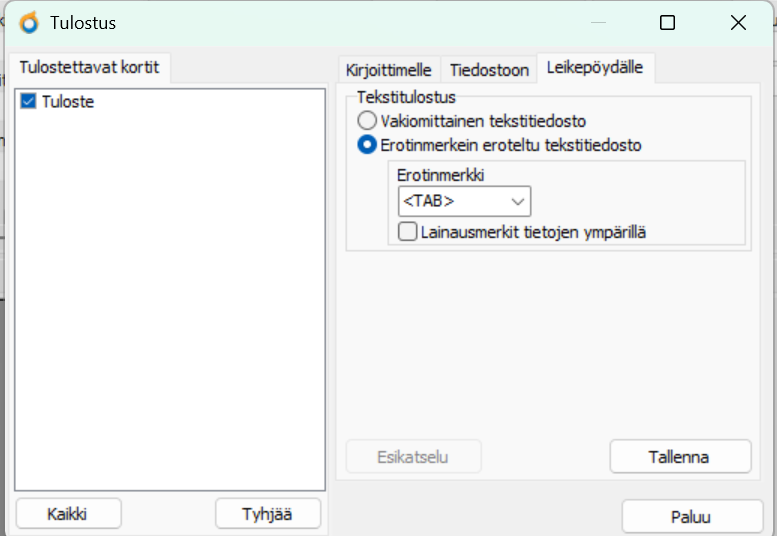 Tulostus
Tulostettavat kortit
Tuloste
Kaikki
Tyhjää
Kirjoittimelle
Tiedostoon
Leikepöydälle
Tekstitulostus
Vakiomittainen tekstitiedosto
Erotinmerkein eroteltu tekstitiedosto
Erotinmerkki
<TAB>
Lainausmerkit tietojen ympärillä
Esikatselu
Tallenna
Paluu